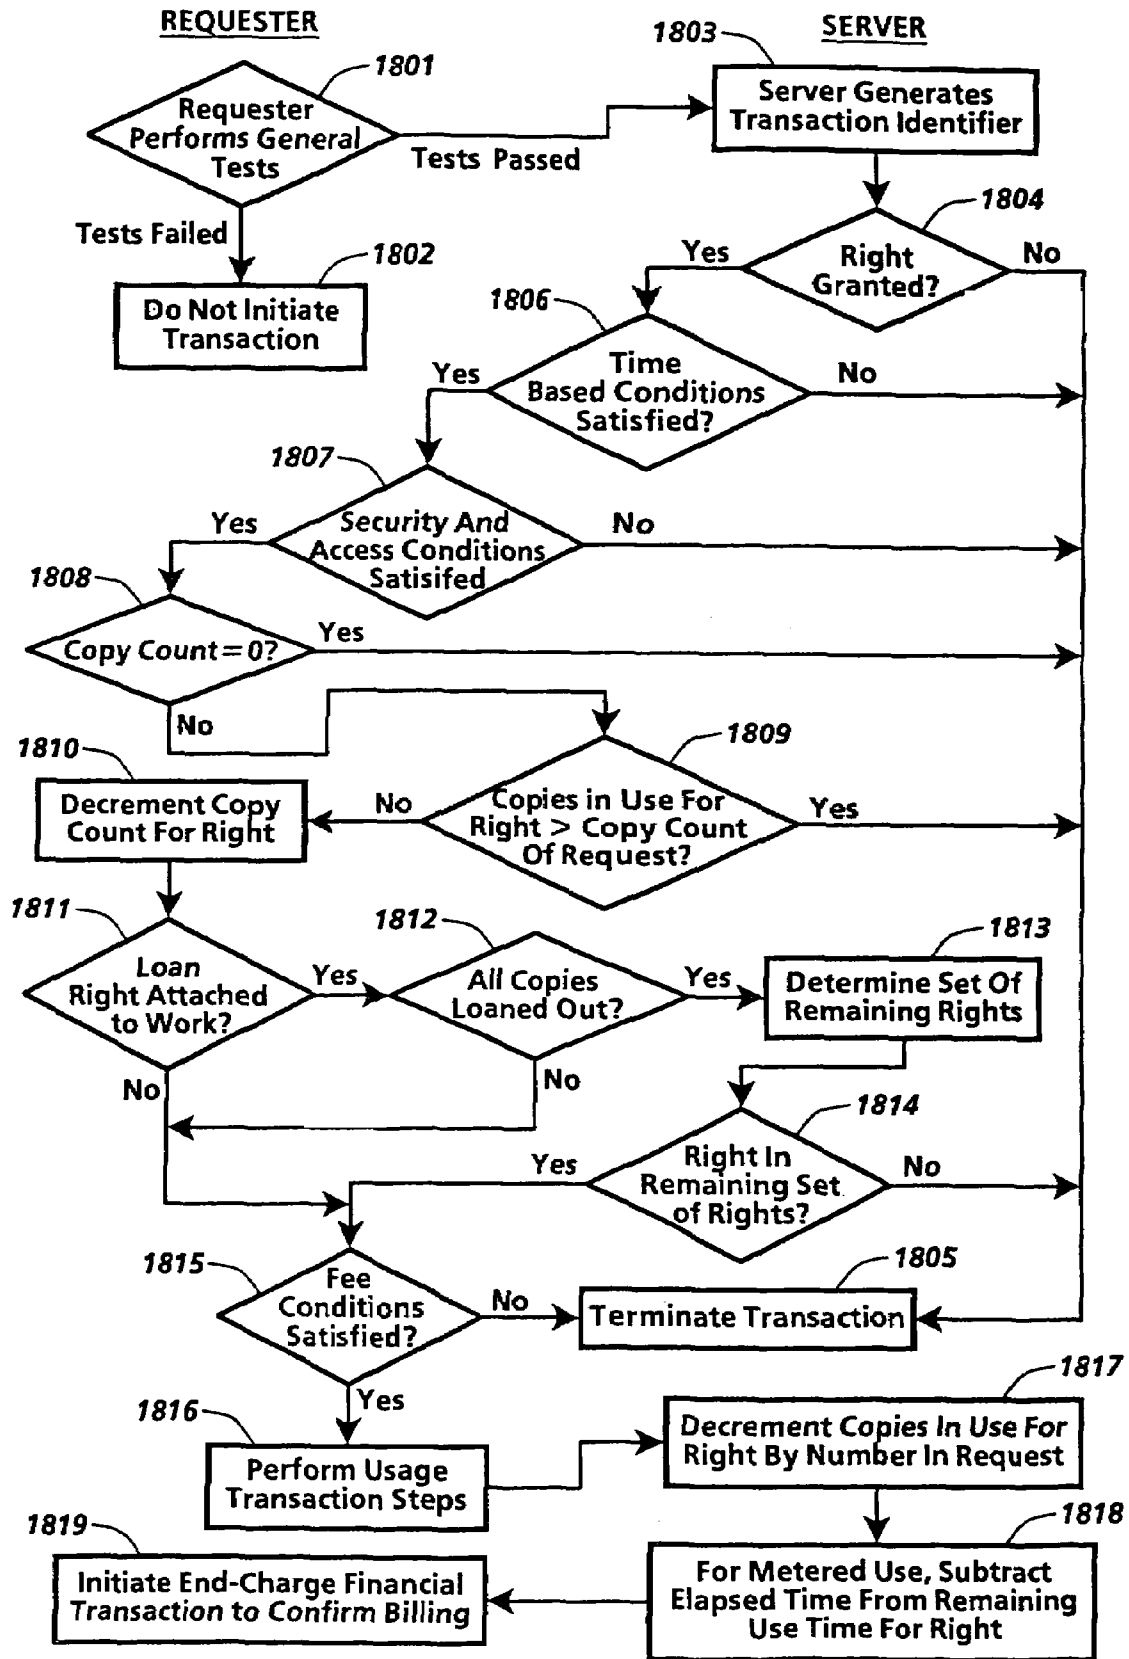 REQUESTER
SERVER
1801
1803
Requester
Performs General
Tests
Server Generates
Transaction Identifier
Tests Passed
Tests Failed
1802
1804
Do Not Initiate
Transaction
Yes
Right
Granted?
No
1806
Yes
Time
Based Conditions
Satisfied?
No
1807
Yes
Security And
Access Conditions
Satisifed
No
1808
Copy Count=0?
Yes
No
1809
1810
Decrement Copy
Count For Right
No
Copies in Use For
Right > Copy Count
Of Request?
Yes
1811
1812
1813
Loan
Right Attached
to Work?
Yes
All Copies
Loaned Out?
Yes
Determine Set Of
Remaining Rights
No
No
1814
Yes
Right In
Remaining Set
of Rights?
No
1815
1805
Fee
Conditions
Satisfied?
No
Terminate Transaction
Yes
1816
1817
Perform Usage
Transaction Steps
Decrement Copies In Use For
Right By Number In Request
1819
1818
Initiate End-Charge Financial
Transaction to Confirm Billing
For Metered Use, Subtract
Elapsed Time From Remaining
Use Time For Right